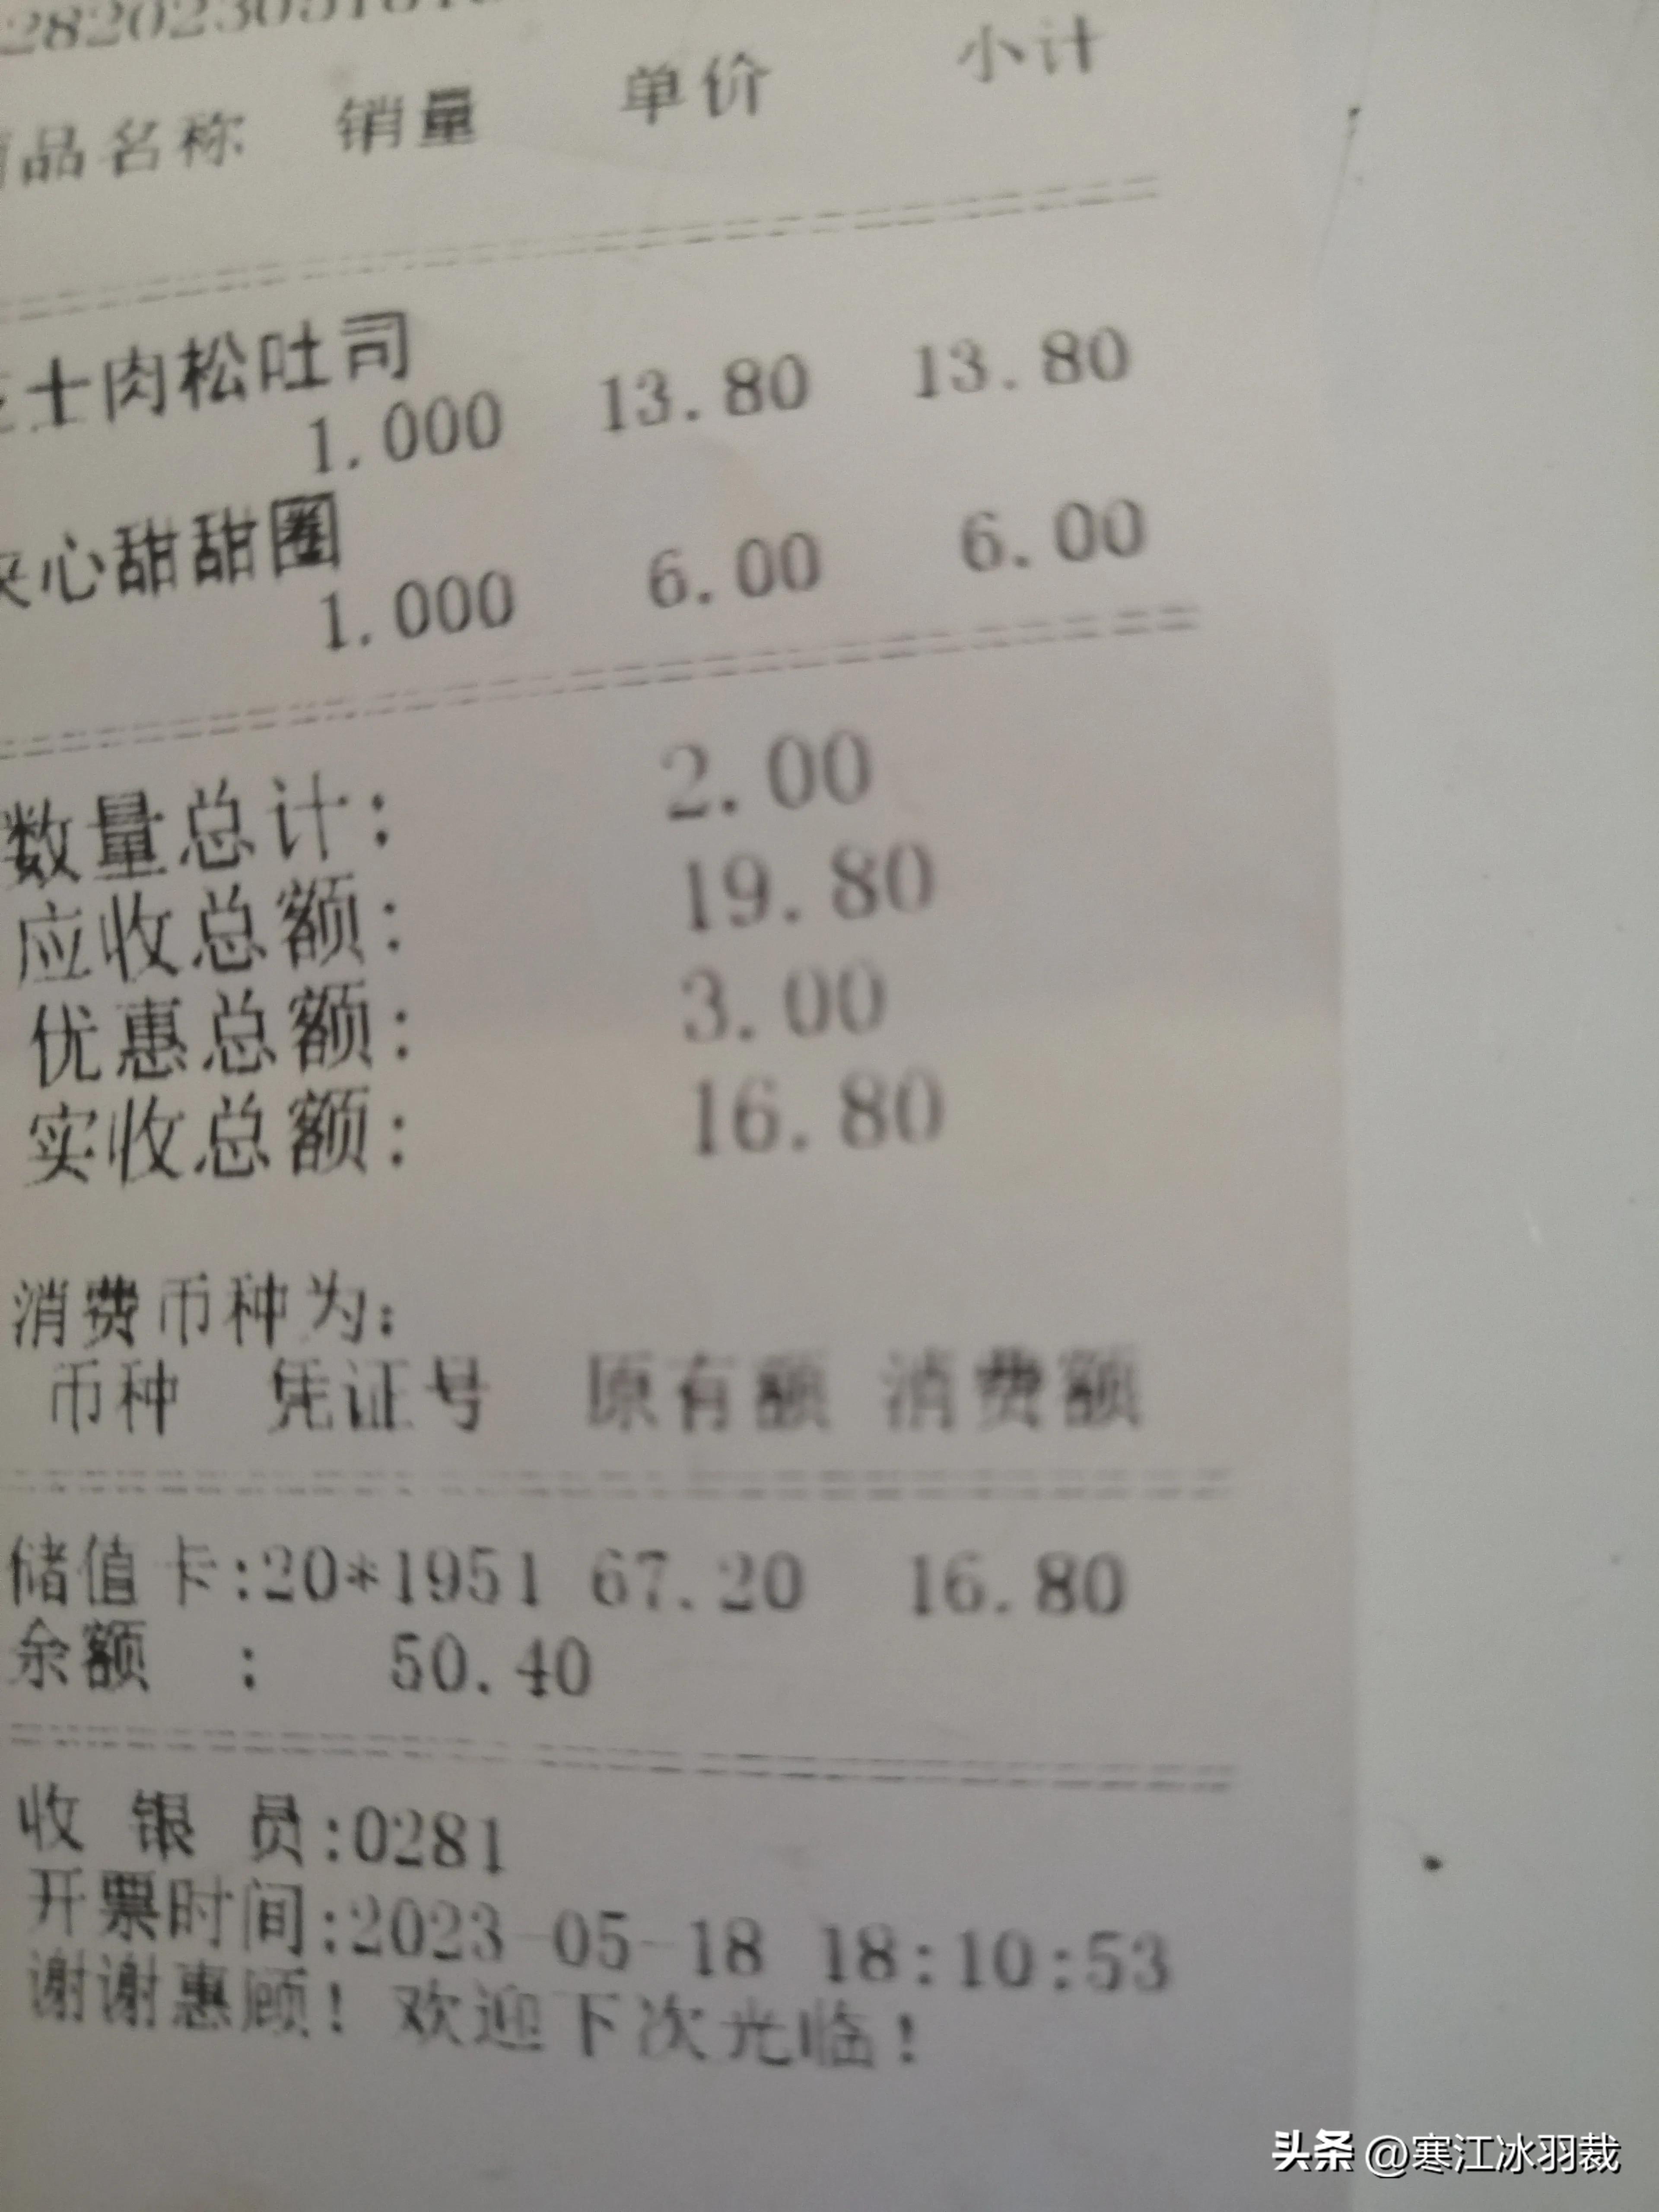 品名称 销量 单价 小计
士肉松吐司
1.000 13.80 13.80
夹心甜甜圈
1.000 6.00 6.00
数量总计: 2.00
应收总额: 19.80
优惠总额: 3.00
实收总额: 16.80
消费币种为:
币种 凭证号 原有额 消费额
储值卡:20*1951 67.20 16.80
余额 : 50.40
收银员:0281
开票时间:2023-05-18 18:10:53
谢谢惠顾! 欢迎下次光临!
头条 @寒江冰羽裁